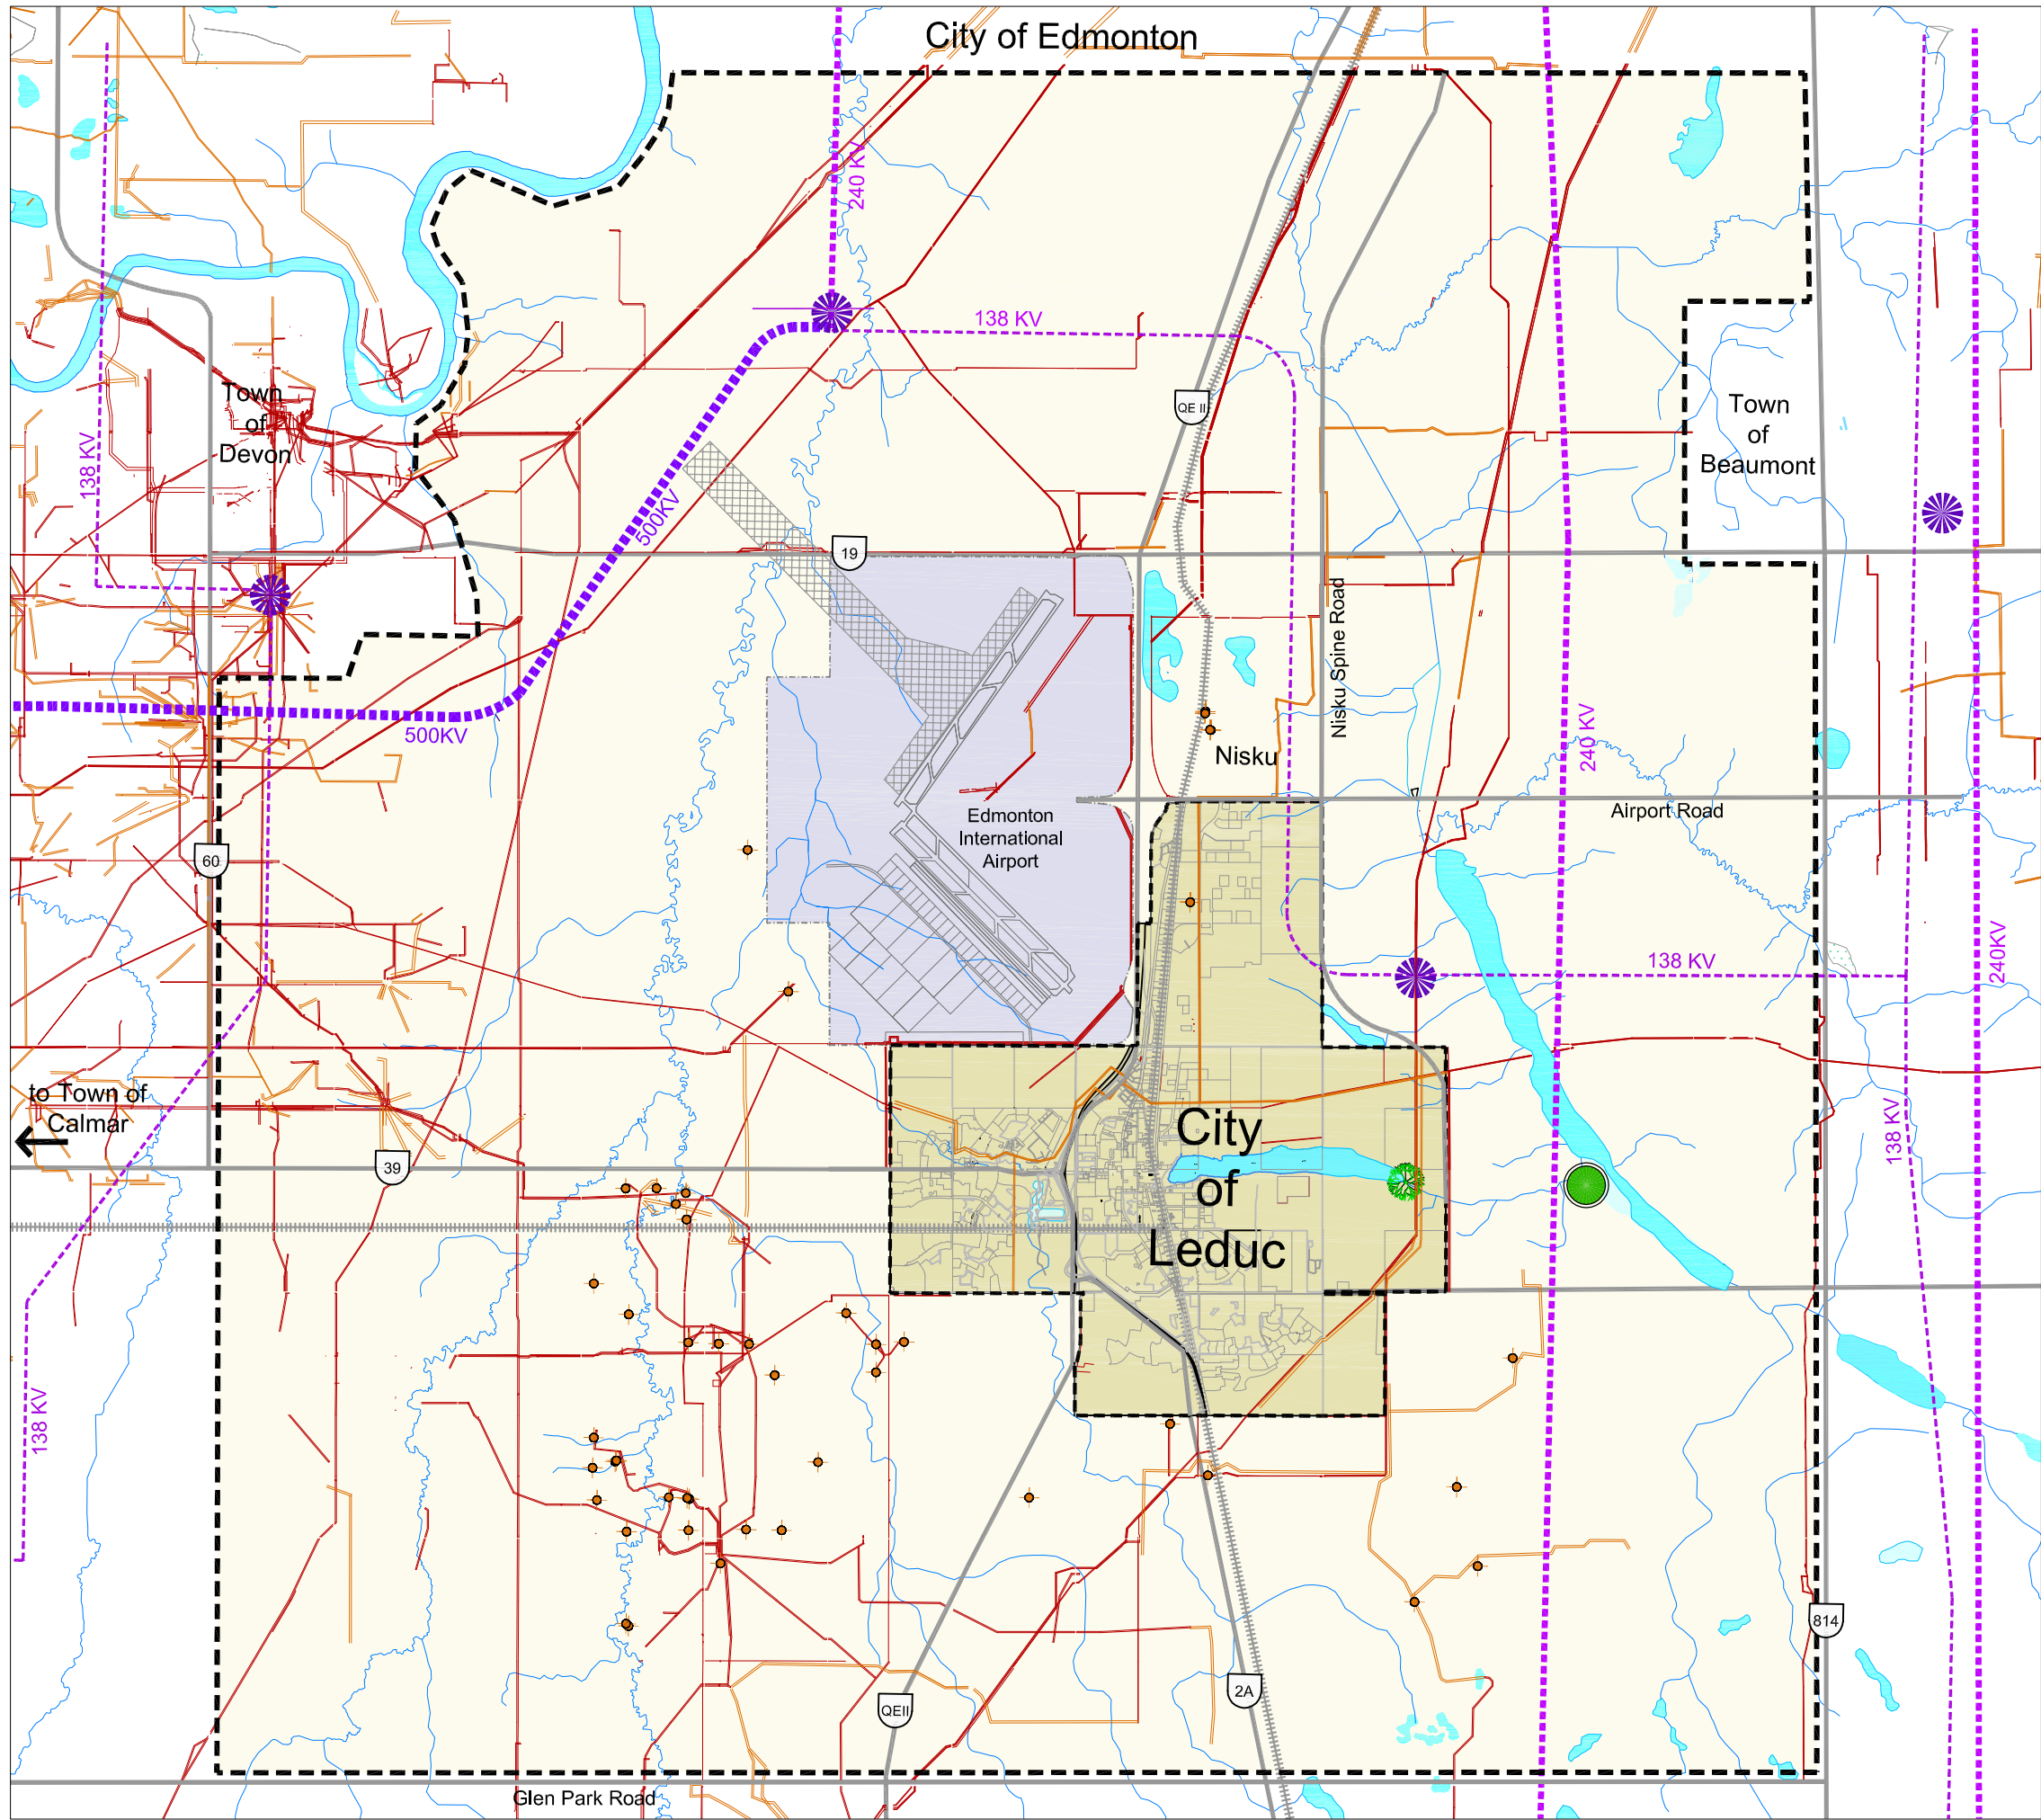 City of Edmonton
240 KV
138 KV
QE II
Town
of
Devon
Town
of
Beaumont
138 KV
500KV
19
Nisku Spine Road
500KV
240 KV
Nisku
Airport Road
Edmonton
International
Airport
60
138 KV
240KV
to Town of
Calmar
City
of
Leduc
138 KV
39
138 KV
814
2A
QEII
Glen Park Road